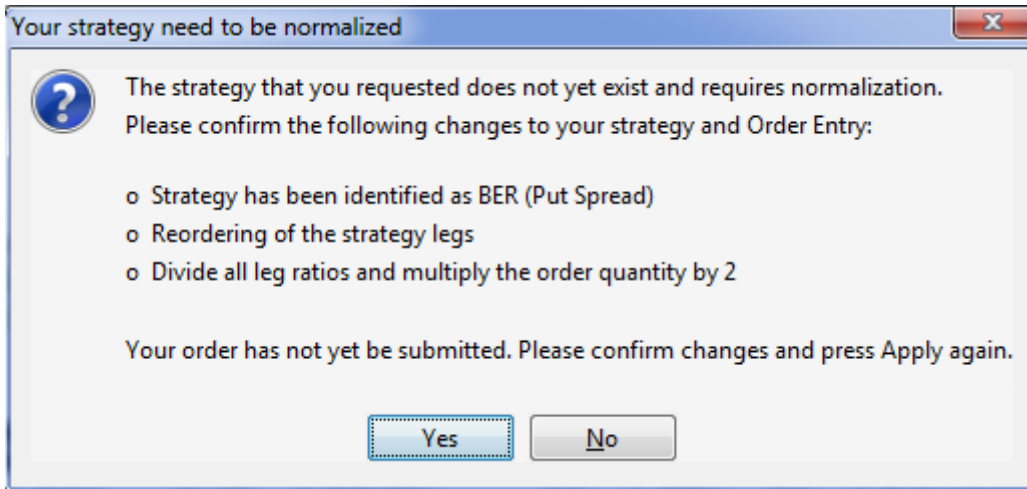 Your strategy need to be normalized
The strategy that you requested does not yet exist and requires normalization.
Please confirm the following changes to your strategy and Order Entry:
o Strategy has been identified as BER (Put Spread)
o Reordering of the strategy legs
o Divide all leg ratios and multiply the order quantity by 2
Your order has not yet be submitted. Please confirm changes and press Apply again.
Yes No